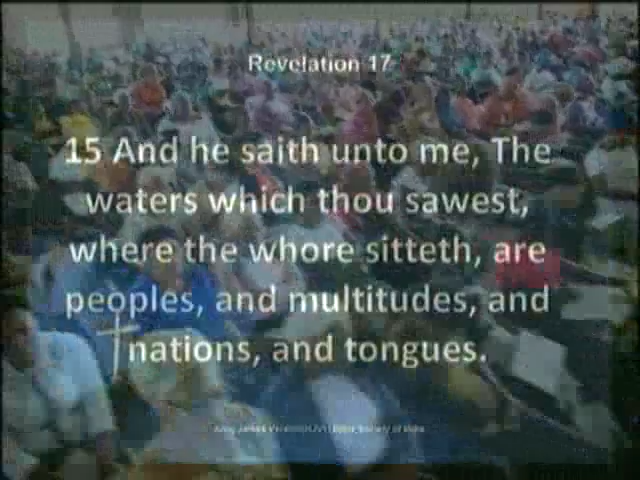 Revelation 17
15 And he saith unto me, The
waters which thou sawest,
where the whore sitteth, are
peoples, and multitudes, and
nations, and tongues.